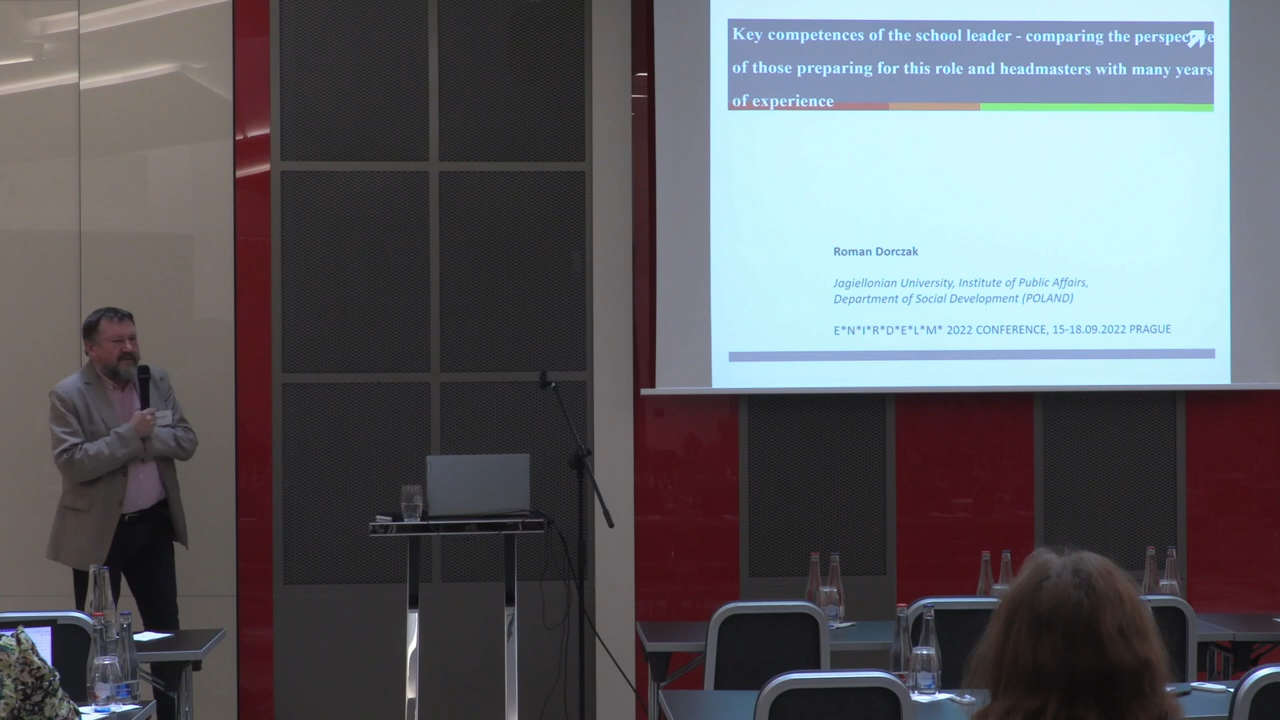 Key competences of the school leader - comparing the perspective
of those preparing for this role and headmasters with many years
of experience
Roman Dorczak
Jagiellonian University, Institute of Public Affairs,
Department of Social Development (POLAND)
E*N*I*R*D*E*L*M* 2022 CONFERENCE, 15-18.09.2022 PRAGUE